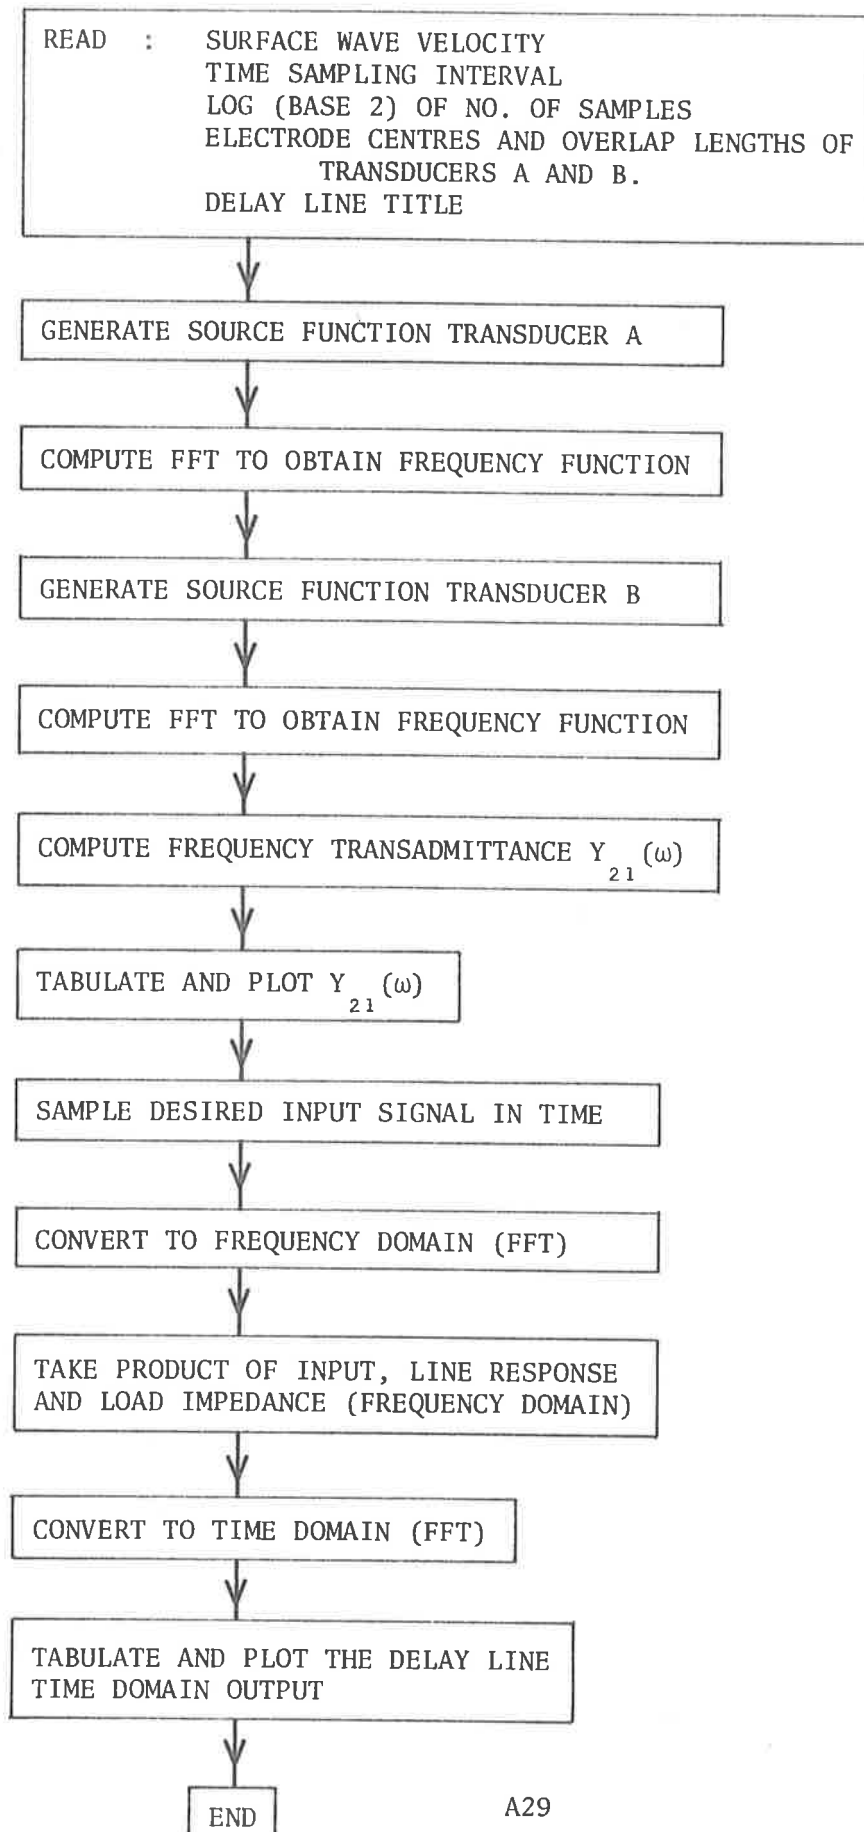 READ : SURFACE WAVE VELOCITY
TIME SAMPLING INTERVAL
LOG (BASE 2) OF NO. OF SAMPLES
ELECTRODE CENTRES AND OVERLAP LENGTHS OF
TRANSDUCERS A AND B.
DELAY LINE TITLE
GENERATE SOURCE FUNCTION TRANSDUCER A
COMPUTE FFT TO OBTAIN FREQUENCY FUNCTION
GENERATE SOURCE FUNCTION TRANSDUCER B
COMPUTE FFT TO OBTAIN FREQUENCY FUNCTION
COMPUTE FREQUENCY TRANSADMITTANCE Y21(ω)
TABULATE AND PLOT Y21(ω)
SAMPLE DESIRED INPUT SIGNAL IN TIME
CONVERT TO FREQUENCY DOMAIN (FFT)
TAKE PRODUCT OF INPUT, LINE RESPONSE
AND LOAD IMPEDANCE (FREQUENCY DOMAIN)
CONVERT TO TIME DOMAIN (FFT)
TABULATE AND PLOT THE DELAY LINE
TIME DOMAIN OUTPUT
END
A29